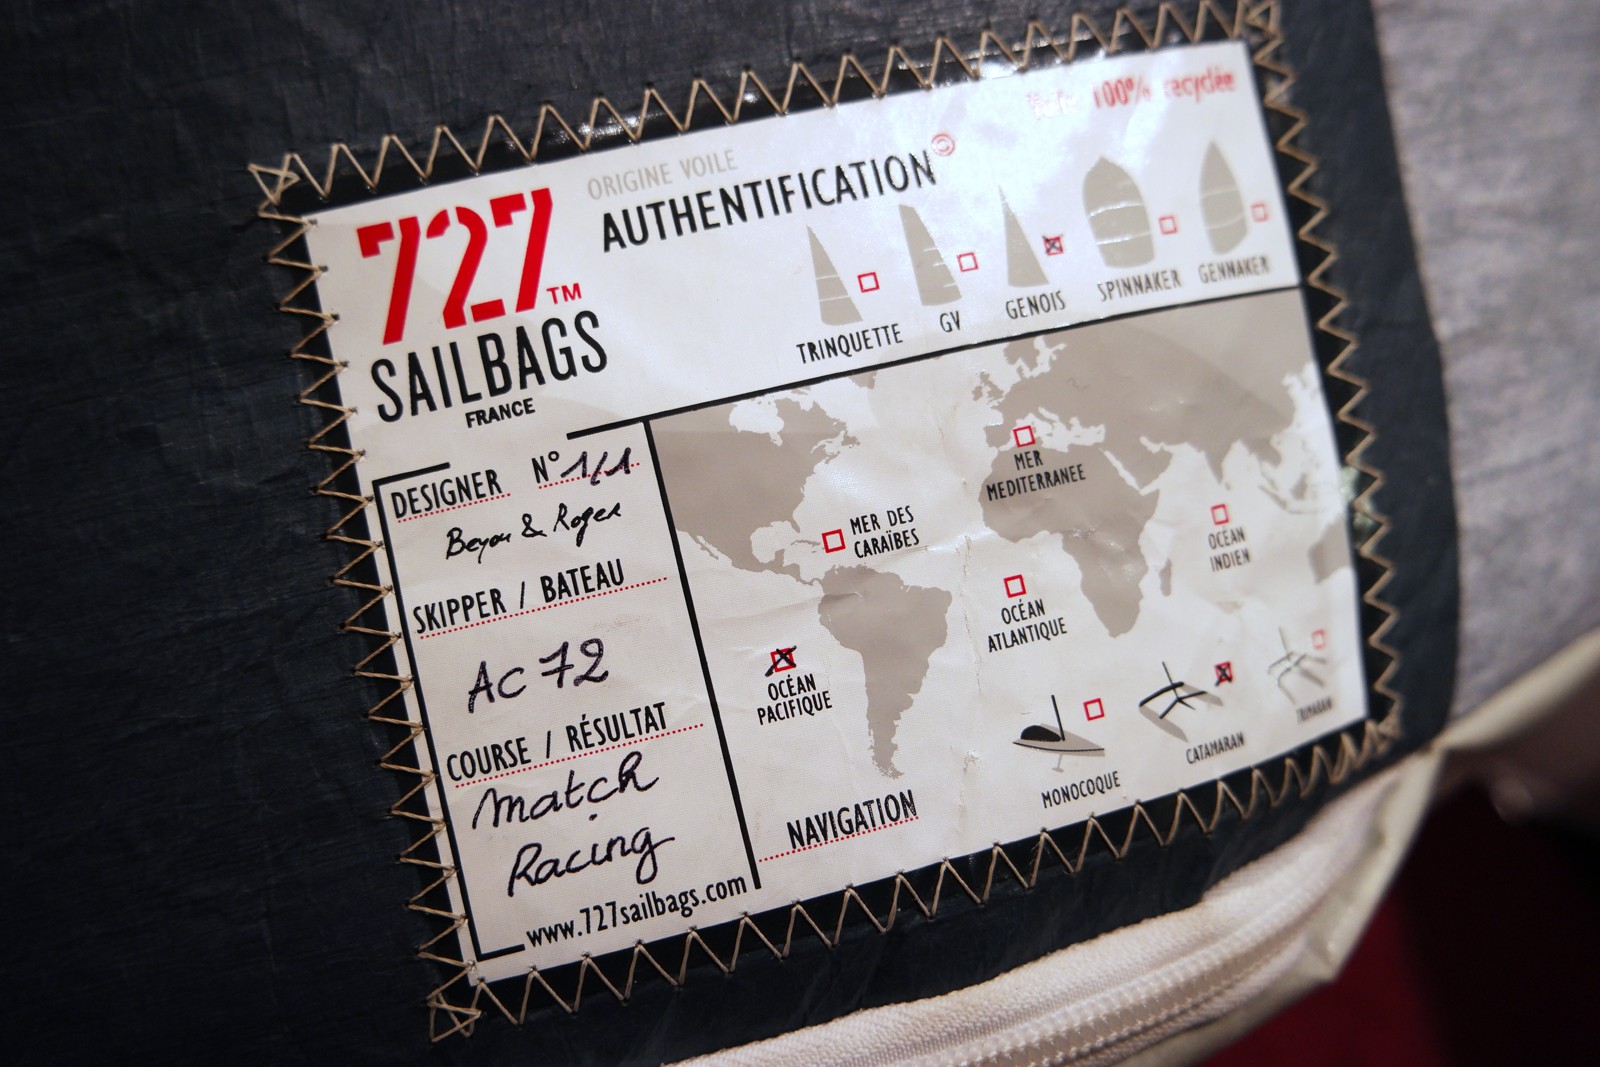 727™
SAILBAGS
FRANCE
ORIGINE VOILE
AUTHENTIFICATION
100% recyclée
TRINQUETTE
GV
GENOIS
SPINNAKER
GENNAKER
DESIGNER N° 1/1
& Roger
SKIPPER / BATEAU
AC 72
COURSE / RÉSULTAT
Match
Racing
www.727sailbags.com
MER
MEDITERRANEE
MER DES
CARAÏBES
OCÉAN
INDIEN
OCÉAN
ATLANTIQUE
OCÉAN
PACIFIQUE
MONOCOQUE
CATAMARAN
TRIMARAN
NAVIGATION